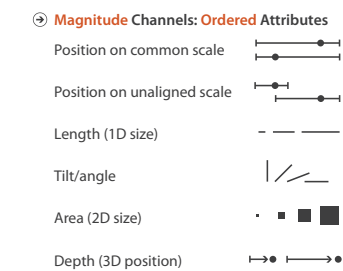 Magnitude Channels: Ordered Attributes
Position on common scale
Position on unaligned scale
Length (1D size)
Tilt/angle
Area (2D size)
Depth (3D position)